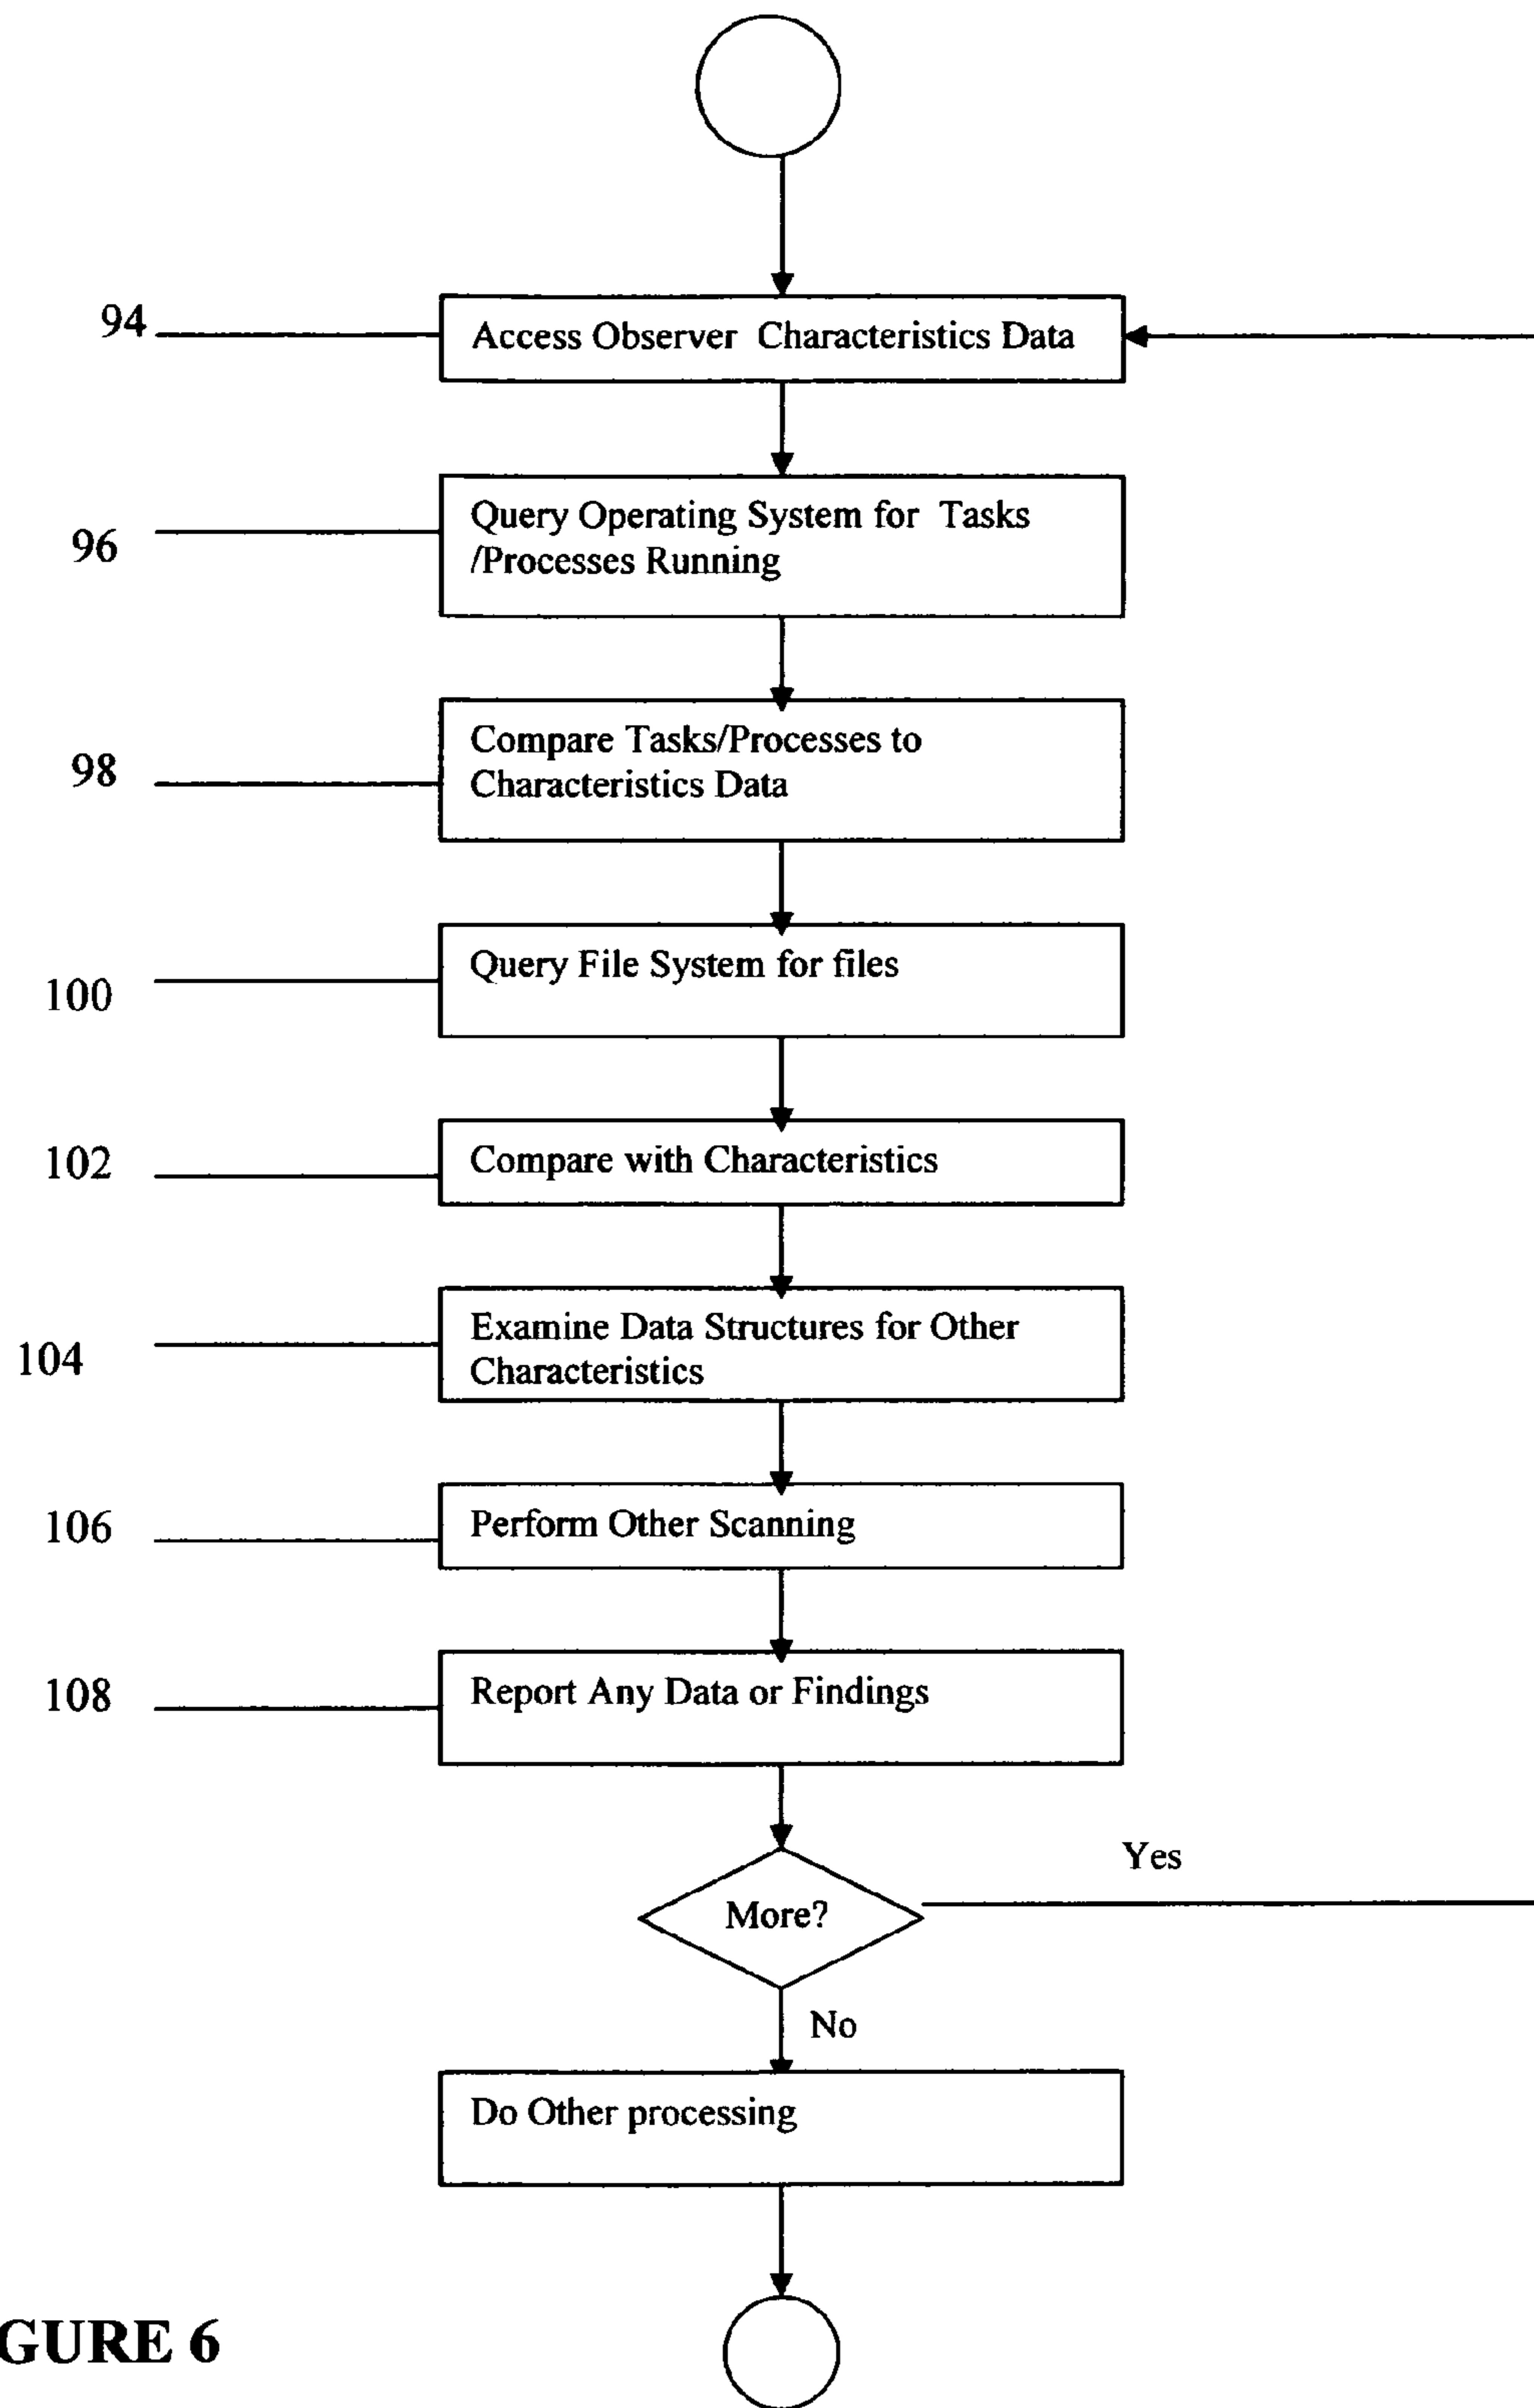 94
Access Observer Characteristics Data
96
Query Operating System for Tasks
/Processes Running
98
Compare Tasks/Processes to
Characteristics Data
100
Query File System for files
102
Compare with Characteristics
104
Examine Data Structures for Other
Characteristics
106
Perform Other Scanning
108
Report Any Data or Findings
Yes
More?
No
Do Other processing
GURE 6